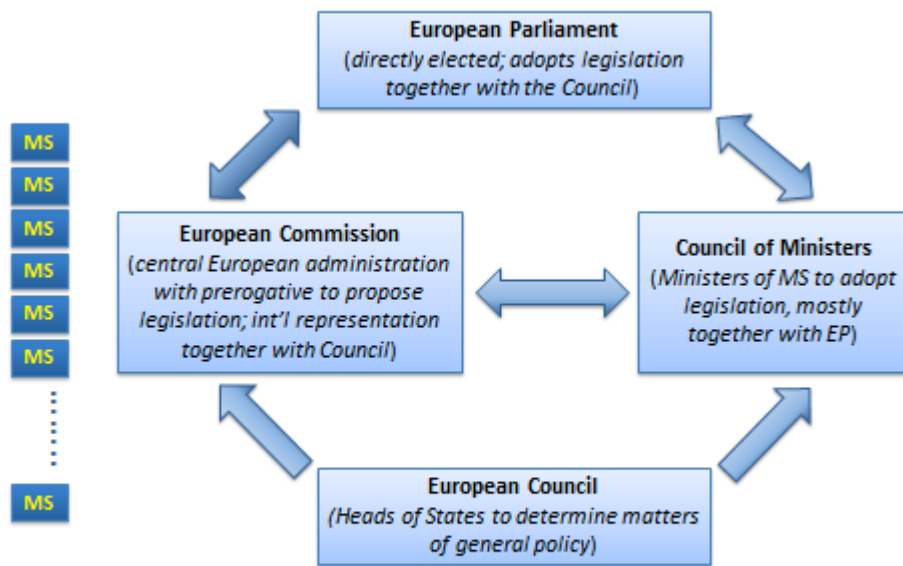 European Parliament
(directly elected; adopts legislation
together with the Council)
MS
MS
MS
MS
MS
MS
MS
European Commission
(central European administration
with prerogative to propose
legislation; int’l representation
together with Council)
Council of Ministers
(Ministers of MS to adopt
legislation, mostly
together with EP)
European Council
(Heads of States to determine matters
of general policy)